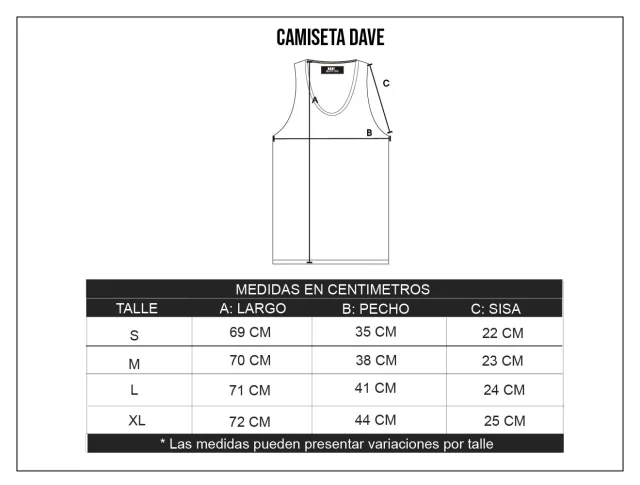 CAMISETA DAVE
A
C
B
MEDIDAS EN CENTIMETROS
TALLE A: LARGO B: PECHO C: SISA
S 69 CM 35 CM 22 CM
M 70 CM 38 CM 23 CM
L 71 CM 41 CM 24 CM
XL 72 CM 44 CM 25 CM
* Las medidas pueden presentar variaciones por talle